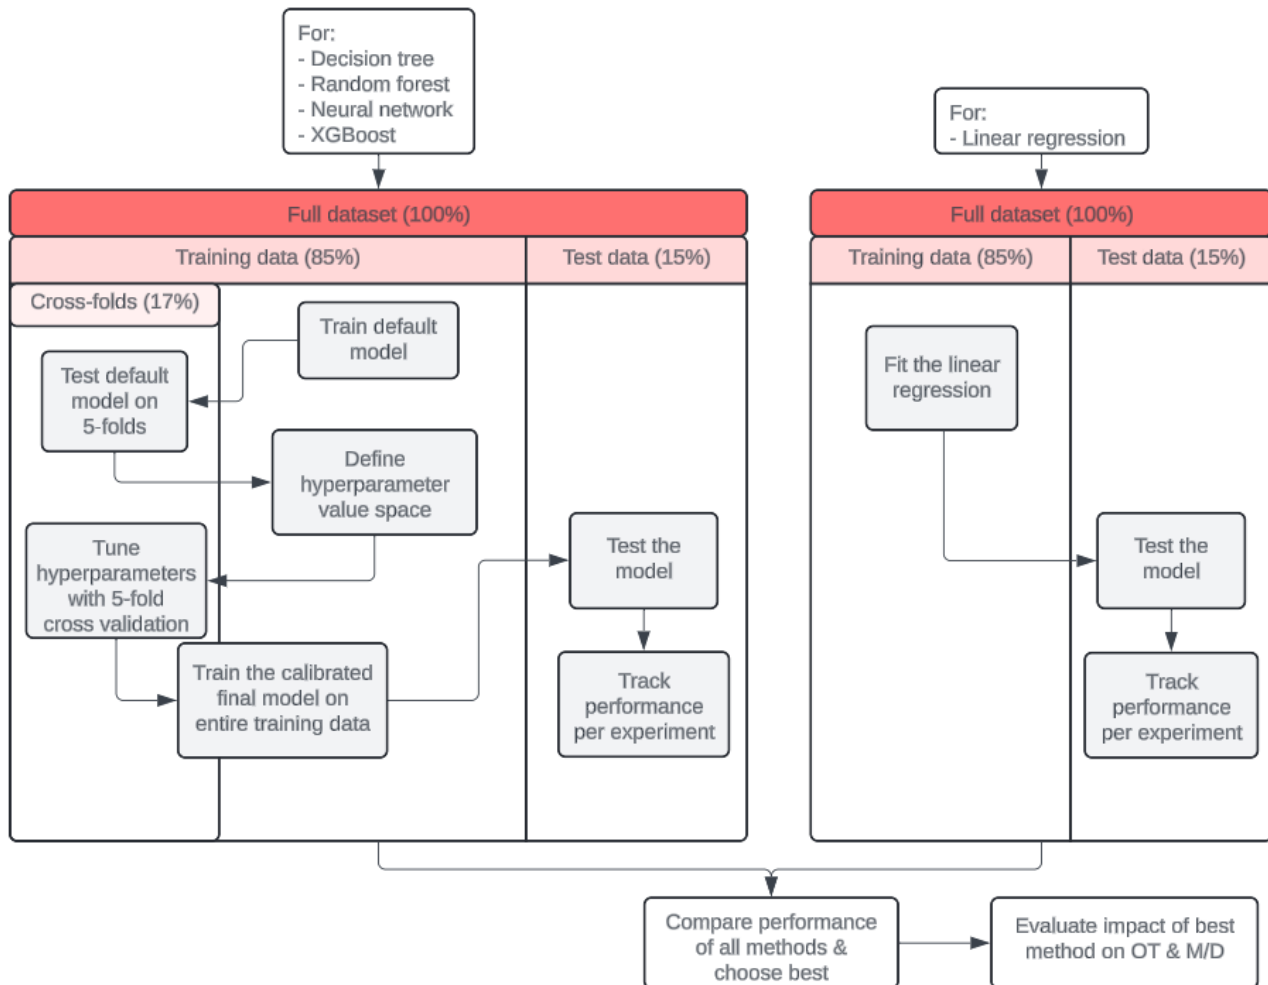 For:
- Decision tree
- Random forest
- Neural network
- XGBoost
Full dataset (100%)
Training data (85%)
Test data (15%)
Cross-folds (17%)
Train default
model
Test default
model on
5-folds
Define
hyperparameter
value space
Tune
hyperparameters
with 5-fold
cross validation
Train the calibrated
final model on
entire training data
Test the
model
Track
performance
per experiment
For:
- Linear regression
Full dataset (100%)
Training data (85%)
Test data (15%)
Fit the linear
regression
Test the
model
Track
performance
per experiment
Compare performance
of all methods &
choose best
Evaluate impact of best
method on OT & M/D